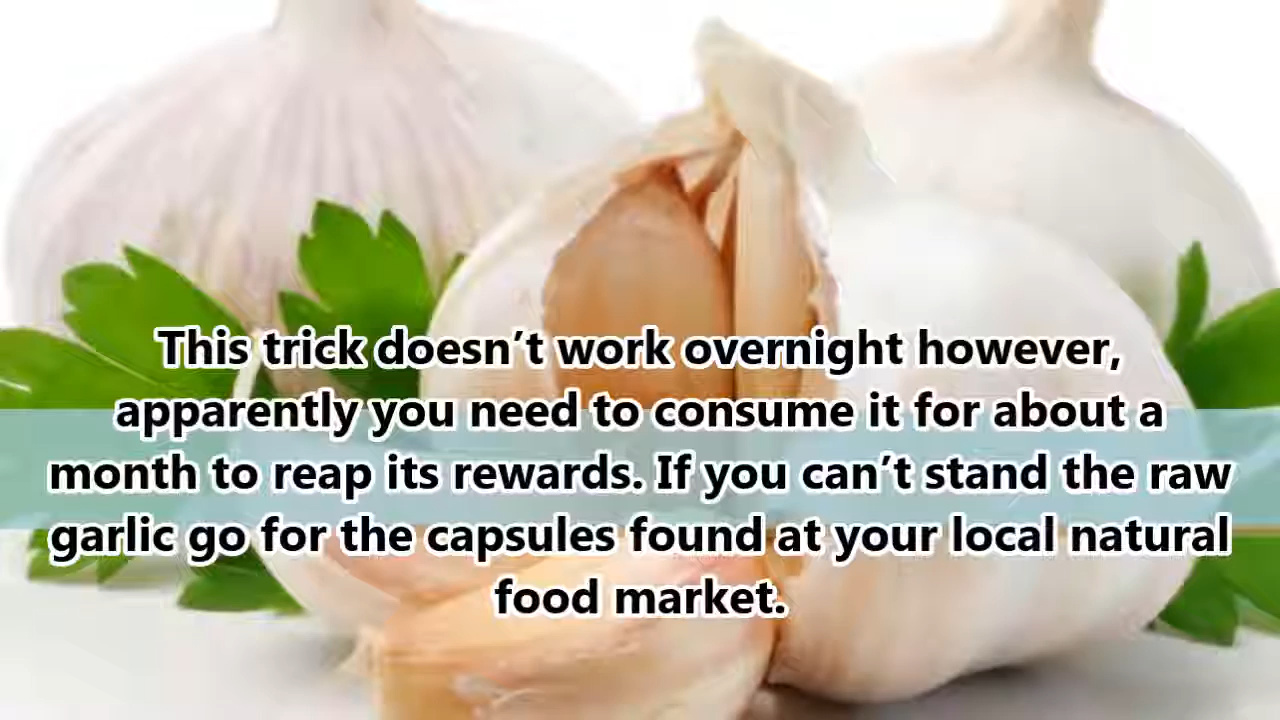 This trick doesn’t work overnight however,
apparently you need to consume it for about a
month to reap its rewards. If you can’t stand the raw
garlic go for the capsules found at your local natural
food market.